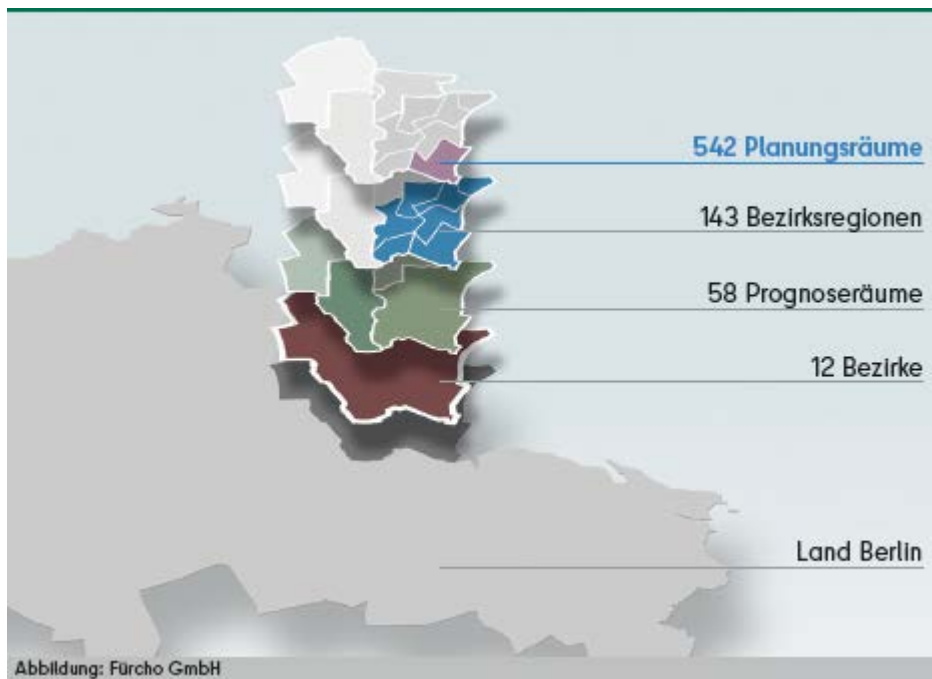 542 Planungsräume
143 Bezirksregionen
58 Prognoseräume
12 Bezirke
Land Berlin
Abbildung: Fürcho GmbH